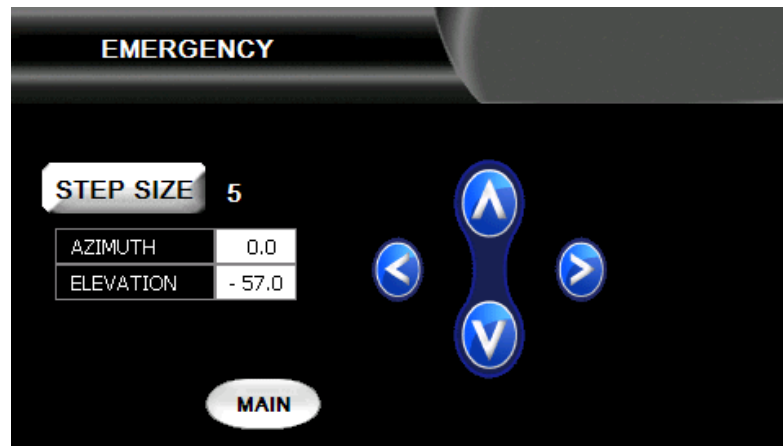 EMERGENCY
STEP SIZE 5
AZIMUTH 0.0
ELEVATION - 57.0
MAIN